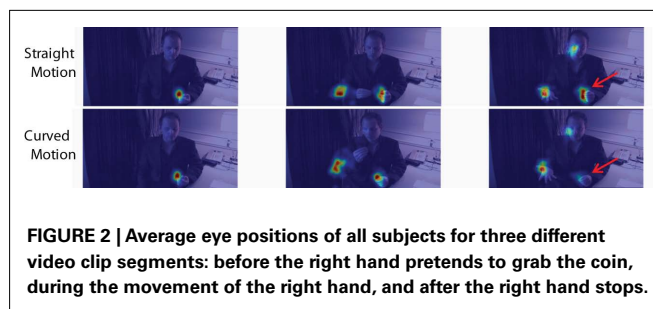 Straight
Motion
Curved
Motion
FIGURE 2 | Average eye positions of all subjects for three different
video clip segments: before the right hand pretends to grab the coin,
during the movement of the right hand, and after the right hand stops.